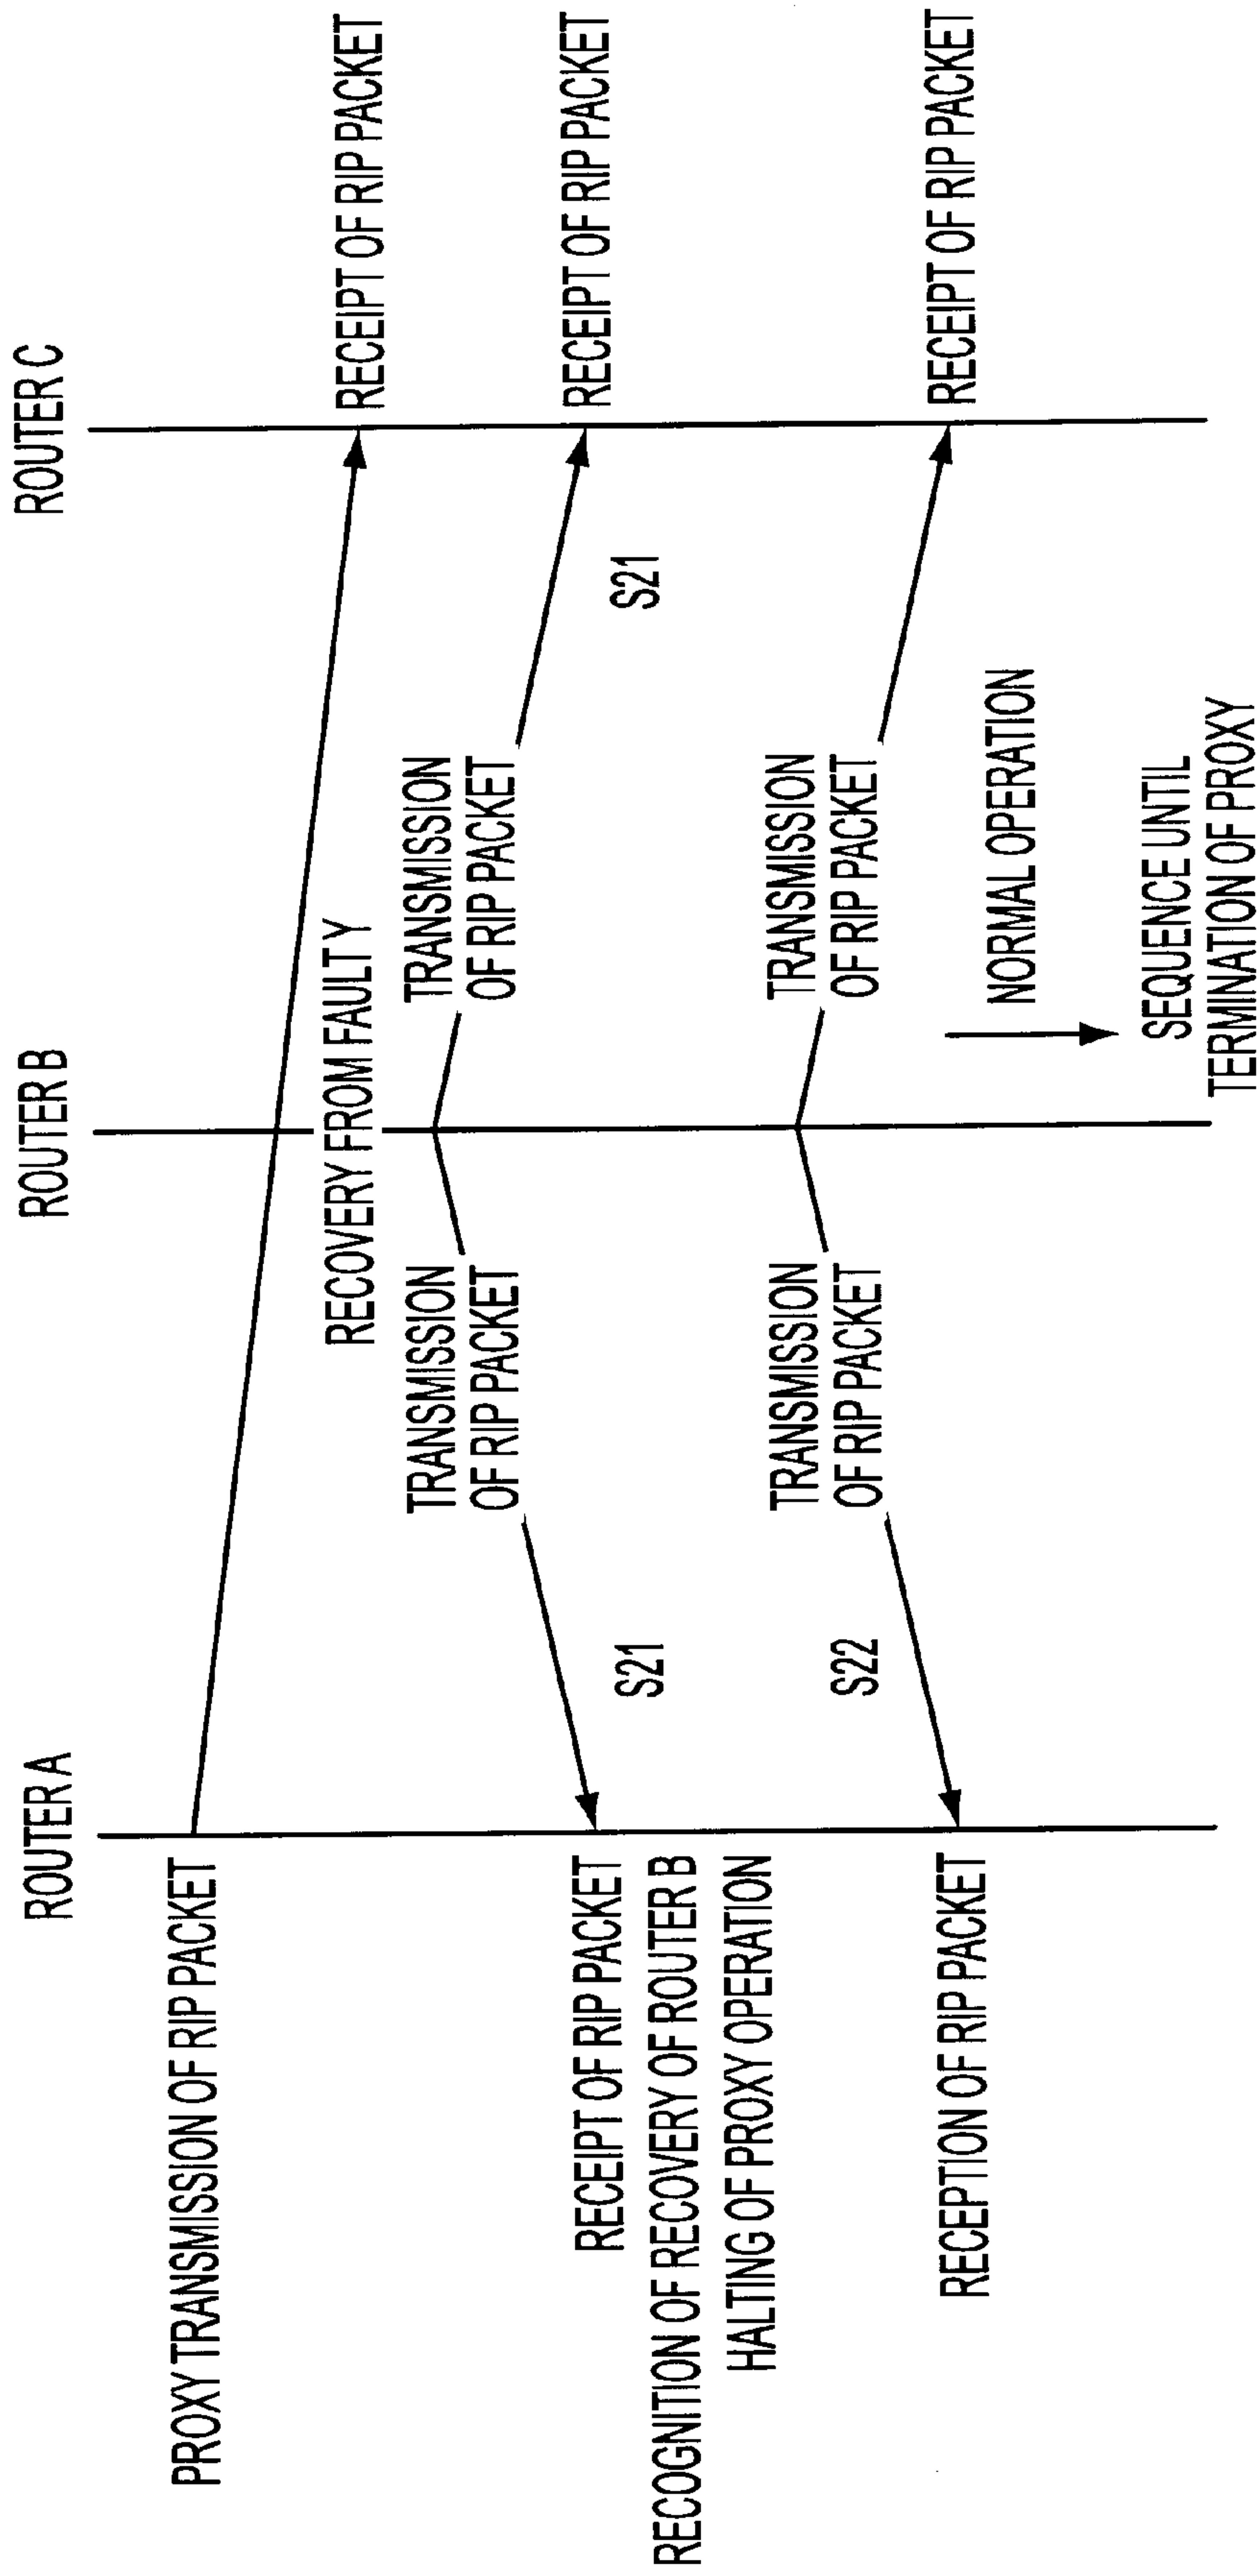 ROUTER A
ROUTER B
ROUTER C
PROXY TRANSMISSION OF RIP PACKET
RECOVERY FROM FAULTY
RECEIPT OF RIP PACKET
TRANSMISSION
OF RIP PACKET
TRANSMISSION
OF RIP PACKET
RECEIPT OF RIP PACKET
RECOGNITION OF RECOVERY OF ROUTER B
HALTING OF PROXY OPERATION
S21
S21
RECEIPT OF RIP PACKET
TRANSMISSION
OF RIP PACKET
TRANSMISSION
OF RIP PACKET
S22
RECEPTION OF RIP PACKET
RECEIPT OF RIP PACKET
NORMAL OPERATION
SEQUENCE UNTIL
TERMINATION OF PROXY